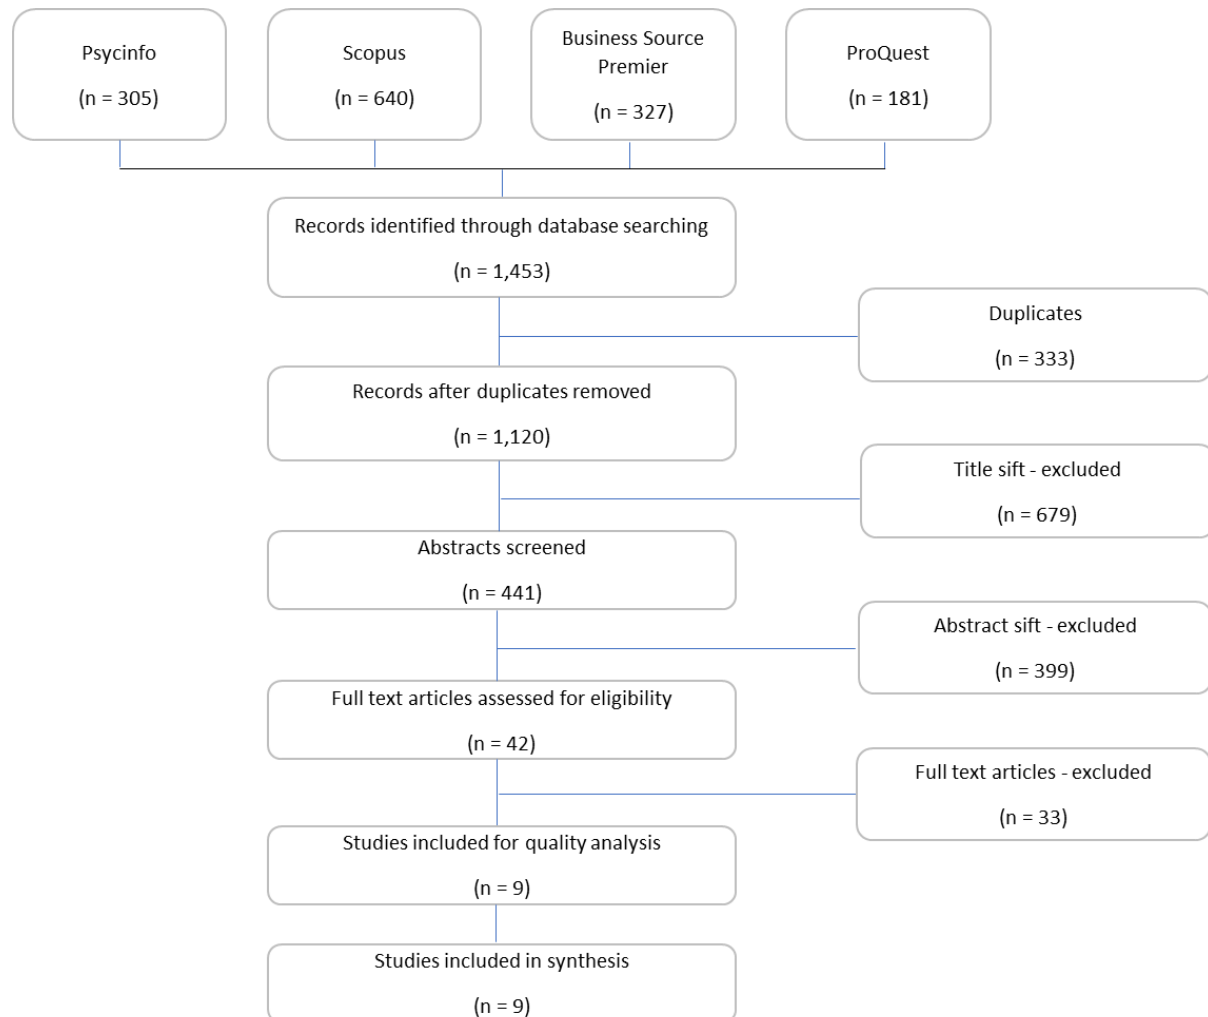 Psycinfo
(n = 305)
Scopus
(n = 640)
Business Source
Premier
(n = 327)
ProQuest
(n = 181)
Records identified through database searching
(n = 1,453)
Duplicates
(n = 333)
Records after duplicates removed
(n = 1,120)
Title sift - excluded
(n = 679)
Abstracts screened
(n = 441)
Abstract sift - excluded
(n = 399)
Full text articles assessed for eligibility
(n = 42)
Full text articles - excluded
(n = 33)
Studies included for quality analysis
(n = 9)
Studies included in synthesis
(n = 9)